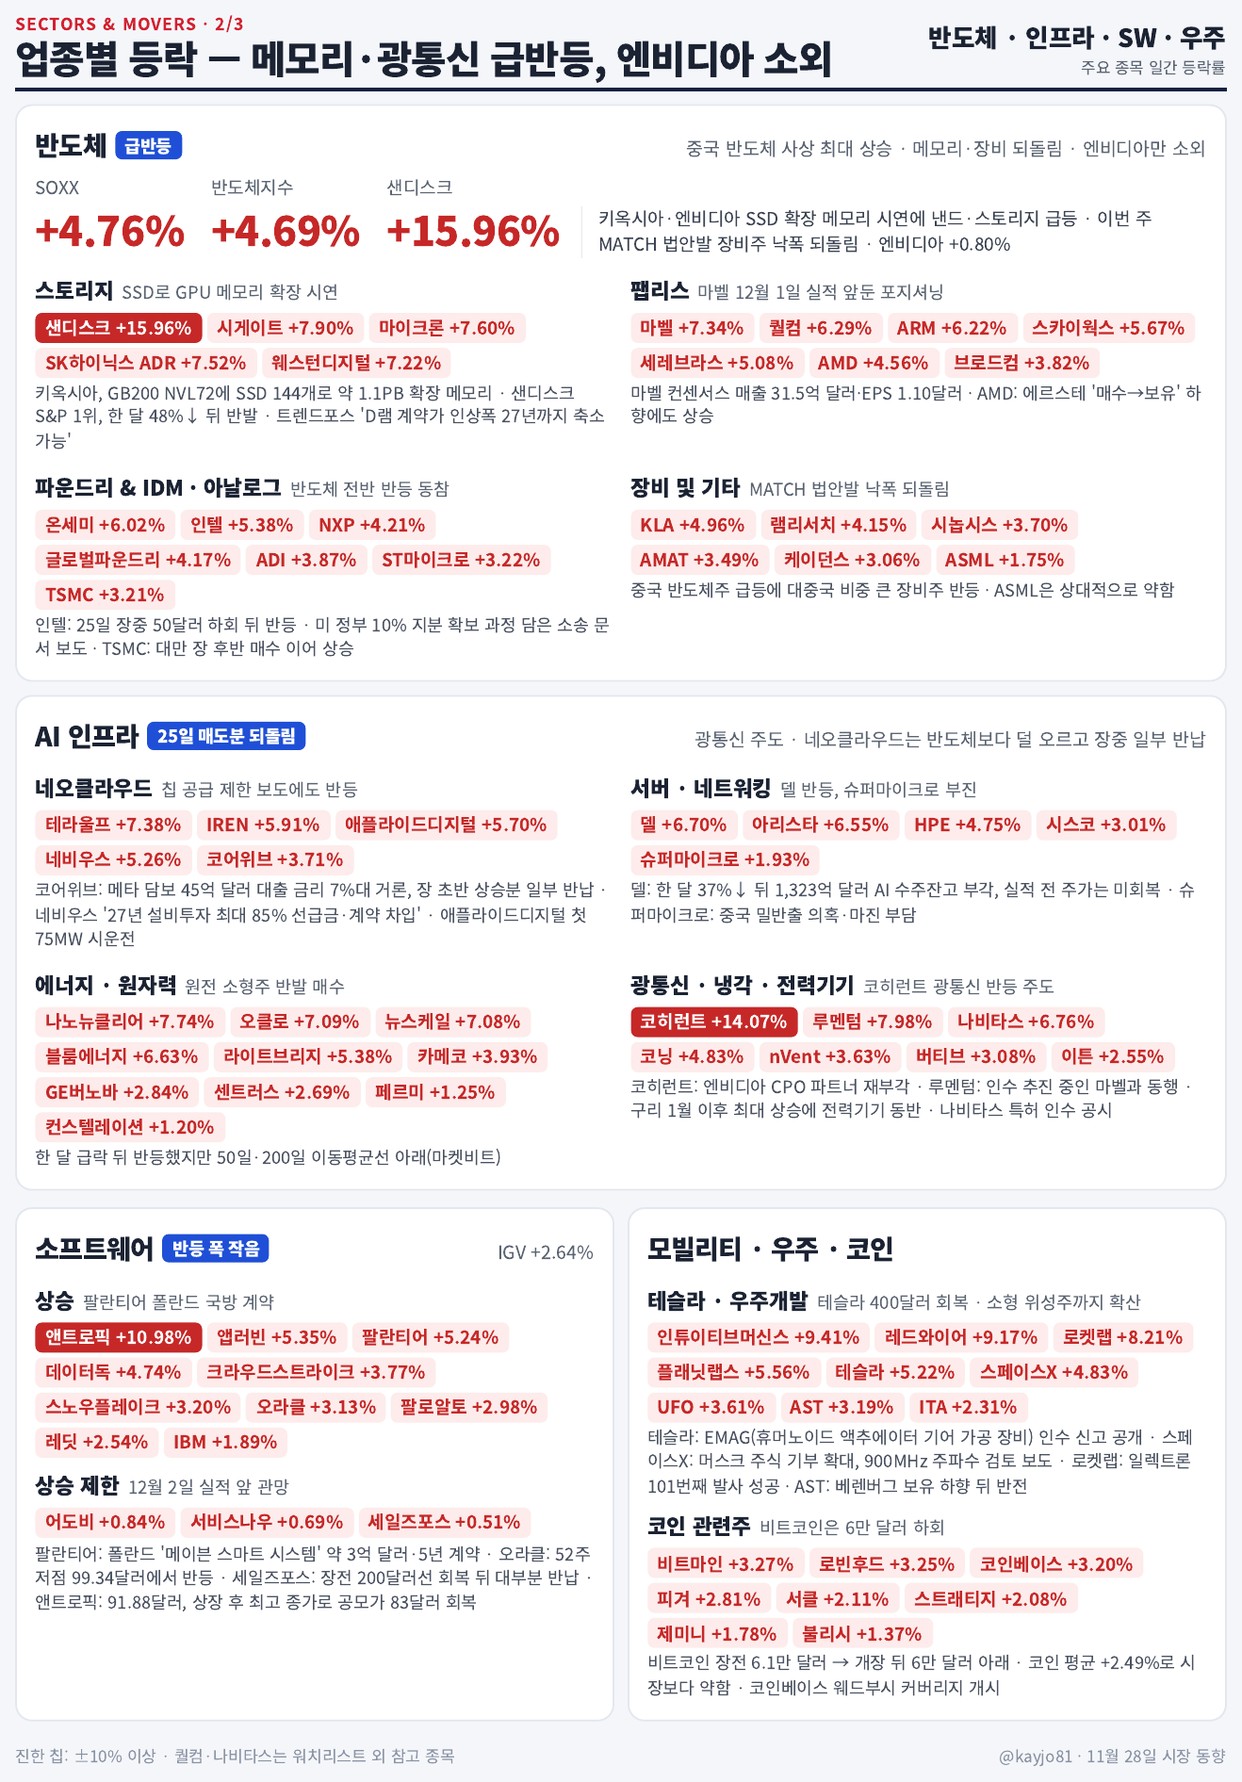 SECTORS & MOVERS · 2/3
업종별 등락 — 메모리·광통신 급반등, 엔비디아 소외
반도체 · 인프라 · SW · 우주
주요 종목 일간 등락률
반도체 급반등
중국 반도체 사상 최대 상승 · 메모리·장비 되돌림 · 엔비디아만 소외
SOXX 반도체지수 샌디스크
+4.76% +4.69% +15.96%
키옥시아·엔비디아 SSD 확장 메모리 시연에 낸드·스토리지 급등 · 이번 주
MATCH 법안발 장비주 낙폭 되돌림 · 엔비디아 +0.80%
스토리지 SSD로 GPU 메모리 확장 시연
샌디스크 +15.96% 시게이트 +7.90% 마이크론 +7.60%
SK하이닉스 ADR +7.52% 웨스턴디지털 +7.22%
키옥시아, GB200 NVL72에 SSD 144개로 약 1.1PB 확장 메모리 · 샌디스크
S&P 1위, 한 달 48%↓ 뒤 반발 · 트렌드포스 'D램 계약가 인상폭 27년까지 축소
가능'
팹리스 마벨 12월 1일 실적 앞둔 포지셔닝
마벨 +7.34% 퀄컴 +6.29% ARM +6.22% 스카이웍스 +5.67%
세레브라스 +5.08% AMD +4.56% 브로드컴 +3.82%
마벨 컨센서스 매출 31.5억 달러·EPS 1.10달러 · AMD: 에르스테 '매수→보유' 하
향에도 상승
파운드리 & IDM · 아날로그 반도체 전반 반등 동참
온세미 +6.02% 인텔 +5.38% NXP +4.21%
글로벌파운드리 +4.17% ADI +3.87% ST마이크로 +3.22%
TSMC +3.21%
인텔: 25일 장중 50달러 하회 뒤 반등 · 미 정부 10% 지분 확보 과정 담은 소송 문
서 보도 · TSMC: 대만 장 후반 매수 이어 상승
장비 및 기타 MATCH 법안발 낙폭 되돌림
KLA +4.96% 램리서치 +4.15% 시놉시스 +3.70%
AMAT +3.49% 케이던스 +3.06% ASML +1.75%
중국 반도체주 급등에 대중국 비중 큰 장비주 반등 · ASML은 상대적으로 약함
AI 인프라 25일 매도분 되돌림
광통신 주도 · 네오클라우드는 반도체보다 덜 오르고 장중 일부 반납
네오클라우드 칩 공급 제한 보도에도 반등
테라울프 +7.38% IREN +5.91% 애플라이드디지털 +5.70%
네비우스 +5.26% 코어위브 +3.71%
코어위브: 메타 담보 45억 달러 대출 금리 7%대 거론, 장 초반 상승분 일부 반납 ·
네비우스 '27년 설비투자 최대 85% 선급금·계약 차입' · 애플라이드디지털 첫
75MW 시운전
서버 · 네트워킹 델 반등, 슈퍼마이크로 부진
델 +6.70% 아리스타 +6.55% HPE +4.75% 시스코 +3.01%
슈퍼마이크로 +1.93%
델: 한 달 37%↓ 뒤 1,323억 달러 AI 수주잔고 부각, 실적 전 주가는 미회복 · 슈
퍼마이크로: 중국 밀반출 의혹·마진 부담
에너지 · 원자력 원전 소형주 반발 매수
나노뉴클리어 +7.74% 오클로 +7.09% 뉴스케일 +7.08%
블룸에너지 +6.63% 라이트브리지 +5.38% 카메코 +3.93%
GE버노바 +2.84% 센트러스 +2.69% 페르미 +1.25%
컨스텔레이션 +1.20%
한 달 급락 뒤 반등했지만 50일·200일 이동평균선 아래(마켓비트)
광통신 · 냉각 · 전력기기 코히런트 광통신 반등 주도
코히런트 +14.07% 루멘텀 +7.98% 나비타스 +6.76%
코닝 +4.83% nVent +3.63% 버티브 +3.08% 이튼 +2.55%
코히런트: 엔비디아 CPO 파트너 재부각 · 루멘텀: 인수 추진 중인 마벨과 동행 ·
구리 1월 이후 최대 상승에 전력기기 동반 · 나비타스 특허 인수 공시
소프트웨어 반등 폭 작음
IGV +2.64%
상승 팔란티어 폴란드 국방 계약
앤트로픽 +10.98% 앱러빈 +5.35% 팔란티어 +5.24%
데이터독 +4.74% 크라우드스트라이크 +3.77%
스노우플레이크 +3.20% 오라클 +3.13% 팔로알토 +2.98%
레딧 +2.54% IBM +1.89%
상승 제한 12월 2일 실적 앞 관망
어도비 +0.84% 서비스나우 +0.69% 세일즈포스 +0.51%
팔란티어: 폴란드 '메이븐 스마트 시스템' 약 3억 달러·5년 계약 · 오라클: 52주
저점 99.34달러에서 반등 · 세일즈포스: 장전 200달러선 회복 뒤 대부분 반납 ·
앤트로픽: 91.88달러, 상장 후 최고 종가로 공모가 83달러 회복
모빌리티 · 우주 · 코인
테슬라 · 우주개발 테슬라 400달러 회복 · 소형 위성주까지 확산
인튜이티브머신스 +9.41% 레드와이어 +9.17% 로켓랩 +8.21%
플래닛랩스 +5.56% 테슬라 +5.22% 스페이스X +4.83%
UFO +3.61% AST +3.19% ITA +2.31%
테슬라: EMAG(휴머노이드 액추에이터 기어 가공 장비) 인수 신고 공개 · 스페
이스X: 머스크 주식 기부 확대, 900MHz 주파수 검토 보도 · 로켓랩: 일렉트론
101번째 발사 성공 · AST: 베렌버그 보유 하향 뒤 반전
코인 관련주 비트코인은 6만 달러 하회
비트마인 +3.27% 로빈후드 +3.25% 코인베이스 +3.20%
피겨 +2.81% 서클 +2.11% 스트래티지 +2.08%
제미니 +1.78% 불리시 +1.37%
비트코인 장전 6.1만 달러 → 개장 뒤 6만 달러 아래 · 코인 평균 +2.49%로 시
장보다 약함 · 코인베이스 웨드부시 커버리지 개시
진한 칩: ±10% 이상 · 퀄컴·나비타스는 워치리스트 외 참고 종목
@kayjo81 · 11월 28일 시장 동향